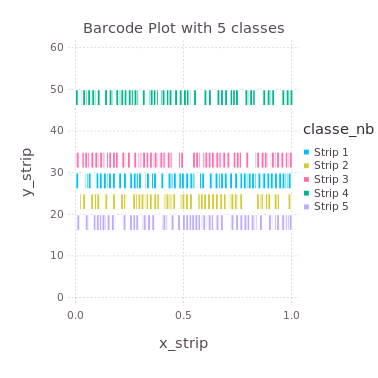 Barcode Plot with 5 classes
60
50
40
30
20
10
0
y_strip
0.0
0.5
1.0
x_strip
classe_nb
Strip 1
Strip 2
Strip 3
Strip 4
Strip 5